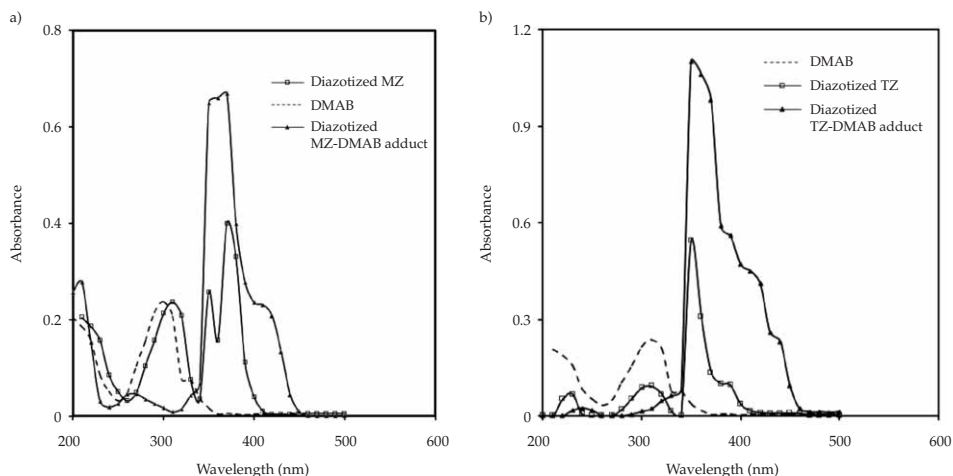 a)
0.8
0.6
0.4
0.2
0
Absorbance
Diazotized MZ
DMAB
Diazotized
MZ-DMAB adduct
200 300 400 500 600
Wavelength (nm)
b)
1.2
0.9
0.6
0.3
0
Absorbance
DMAB
Diazotized TZ
Diazotized
TZ-DMAB adduct
200 300 400 500 600
Wavelength (nm)